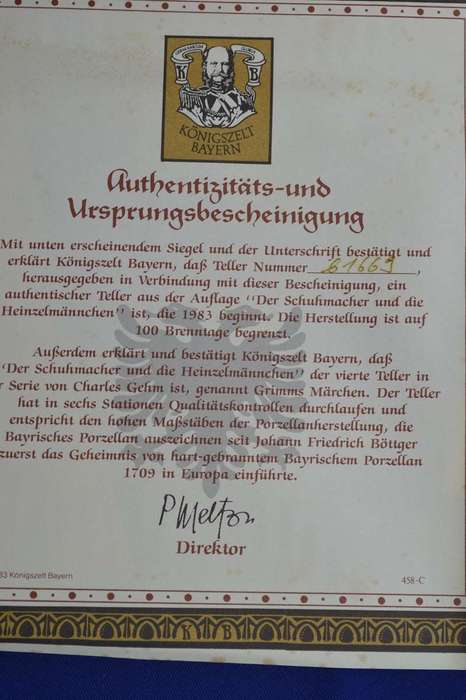 K B
KÖNIGSZELT
BAYERN
Authentizitäts-und
Ursprungsbescheinigung
Mit unten erscheinendem Siegel und der Unterschrift bestätigt und
erklärt Königszelt Bayern, daß Teller Nummer 61669,
herausgegeben in Verbindung mit dieser Bescheinigung, ein
authentischer Teller aus der Auflage "Der Schuhmacher und die
Heinzelmännchen" ist, die 1983 beginnt. Die Herstellung ist auf
100 Brenntage begrenzt.
Außerdem erklärt und bestätigt Königszelt Bayern, daß
"Der Schuhmacher und die Heinzelmännchen" der vierte Teller in
r Serie von Charles Gehm ist, genannt Grimms Märchen. Der Teller
hat in sechs Stationen Qualitätskontrollen durchlaufen und
entspricht den hohen Maßstäben der Porzellanherstellung, die
Bayrisches Porzellan auszeichnen seit Johann Friedrich Böttger
zuerst das Geheimnis von hart-gebranntem Bayrischem Porzellan
1709 in Europa einführte.
P Melton
Direktor
83 Königszelt Bayern 458-C
K B